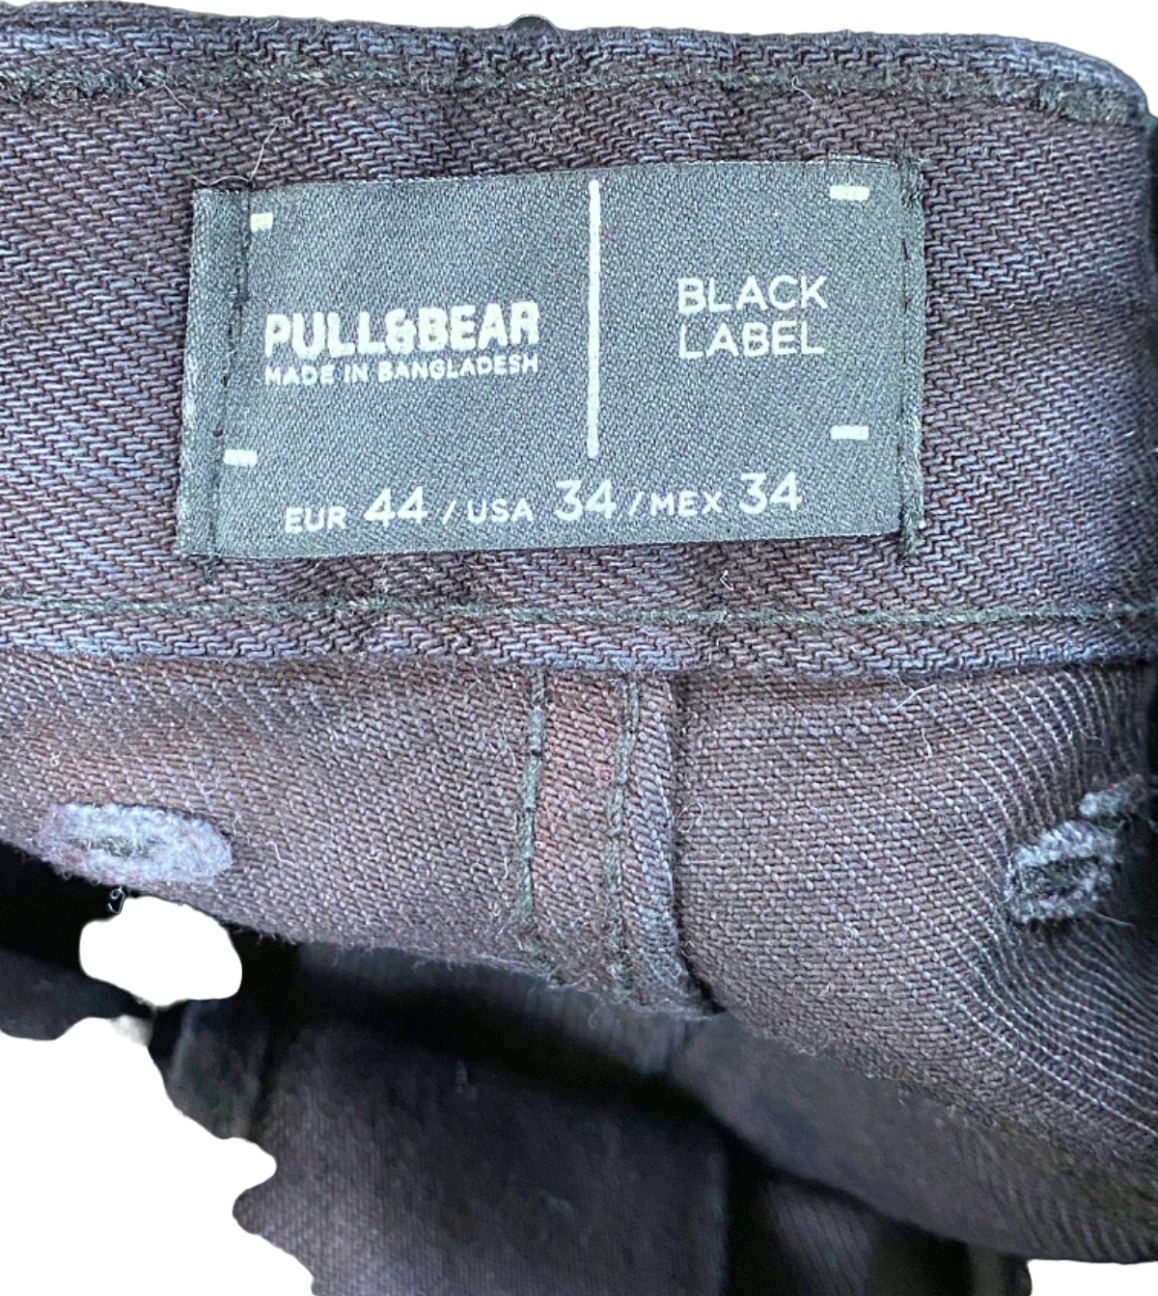 PULL&BEAR
MADE IN BANGLADESH
BLACK
LABEL
EUR 44 / USA 34 / MEX 34